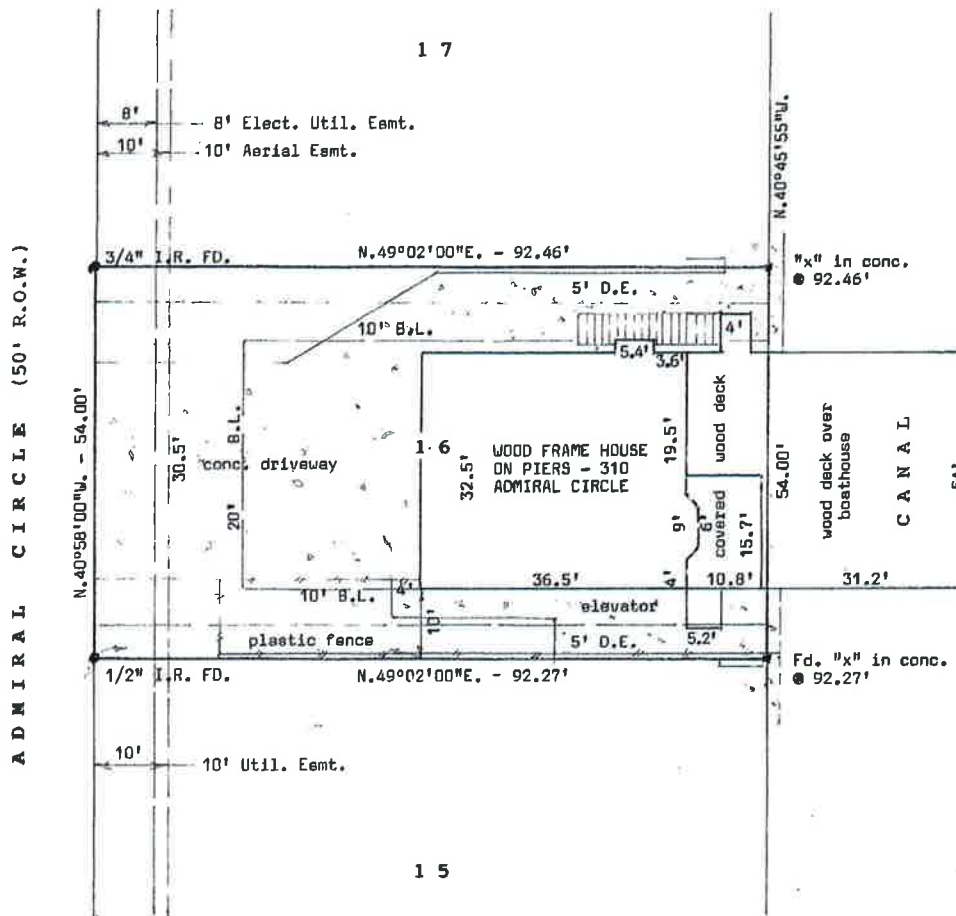 1 7
8'
8' Elect. Util. Esmt.
10'
10' Aerial Esmt.
N.40°45'55"W.
3/4" I.R. FD.
N.49°02'00"E. - 92.46'
"x" in conc.
@ 92.46'
5' D.E.
10' B.L.
4'
5.4'
3.6'
ADMIRAL CIRCLE (50' R.O.W.)
N.40°58'00"W. - 54.00'
30.5'
20' B.L.
conc. driveway
1 6
32.5'
WOOD FRAME HOUSE
ON PIERS - 310
ADMIRAL CIRCLE
19.5'
wood deck
9'
6'
covered
15.7'
54.00'
wood deck over
boathouse
CANAL
4'
36.5'
4'
10.8'
31.2'
10' B.L.
10'
elevator
plastic fence
5.2'
5' D.E.
1/2" I.R. FD.
N.49°02'00"E. - 92.27'
Fd. "x" in conc.
@ 92.27'
10'
10' Util. Esmt.
1 5